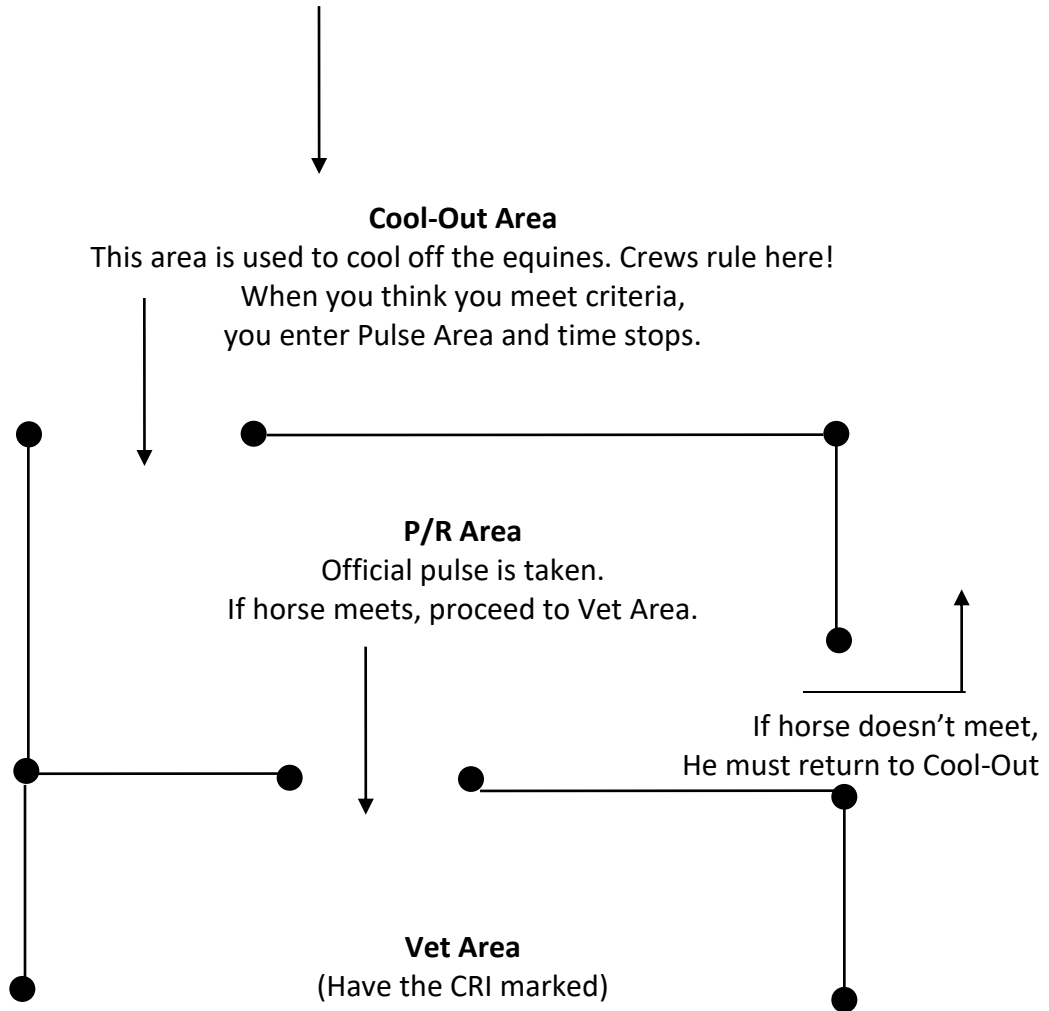 Cool-Out Area
This area is used to cool off the equines. Crews rule here!
When you think you meet criteria,
you enter Pulse Area and time stops.
P/R Area
Official pulse is taken.
If horse meets, proceed to Vet Area.
If horse doesn’t meet,
He must return to Cool-Out
Vet Area
(Have the CRI marked)